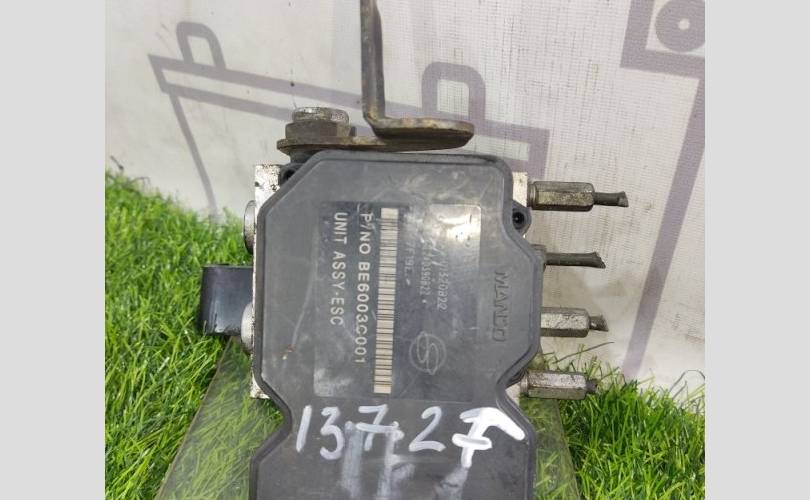 UNIT ASSY-ESC
P/NO BE6003C001
MANDO
13727